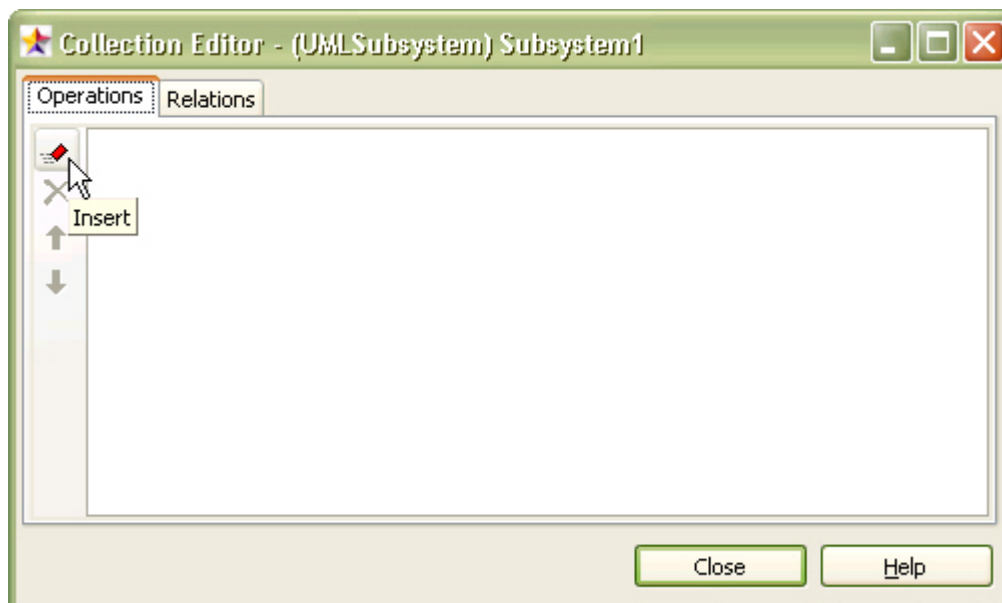 Collection Editor - (UMLSubsystem) Subsystem1
Operations Relations
Insert
Close Help